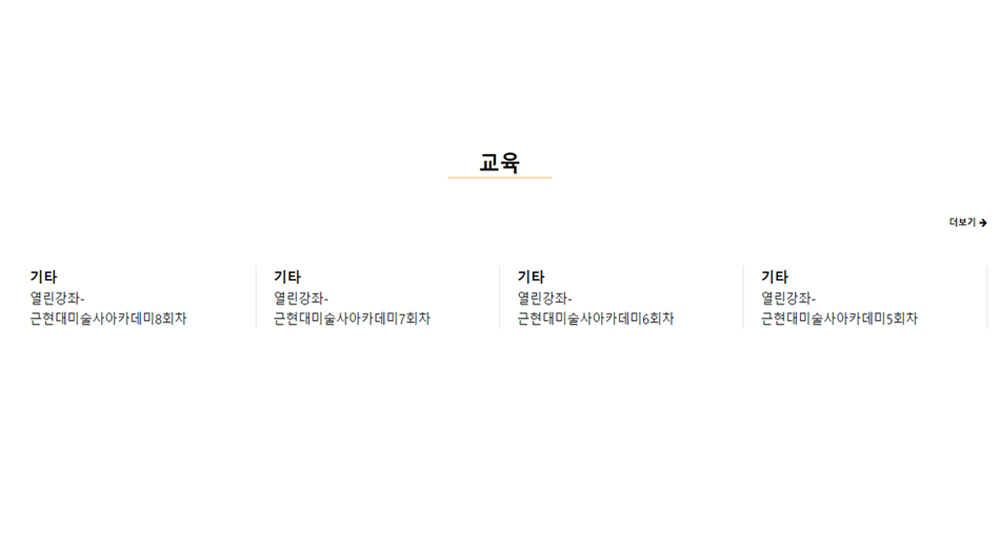 교육
더보기 →
기타
열린강좌-
근현대미술사아카데미8회차
기타
열린강좌-
근현대미술사아카데미7회차
기타
열린강좌-
근현대미술사아카데미6회차
기타
열린강좌-
근현대미술사아카데미5회차